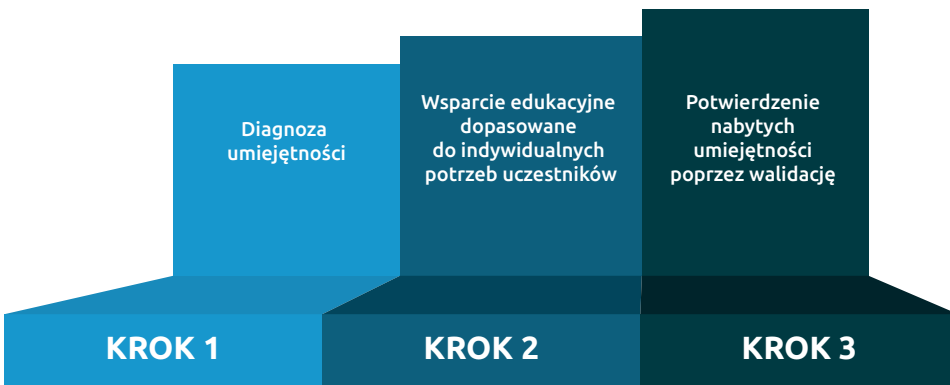 Diagnoza
umiejętności
Wsparcie edukacyjne
dopasowane
do indywidualnych
potrzeb uczestników
Potwierdzenie
nabytych
umiejętności
poprzez walidację
KROK 1
KROK 2
KROK 3